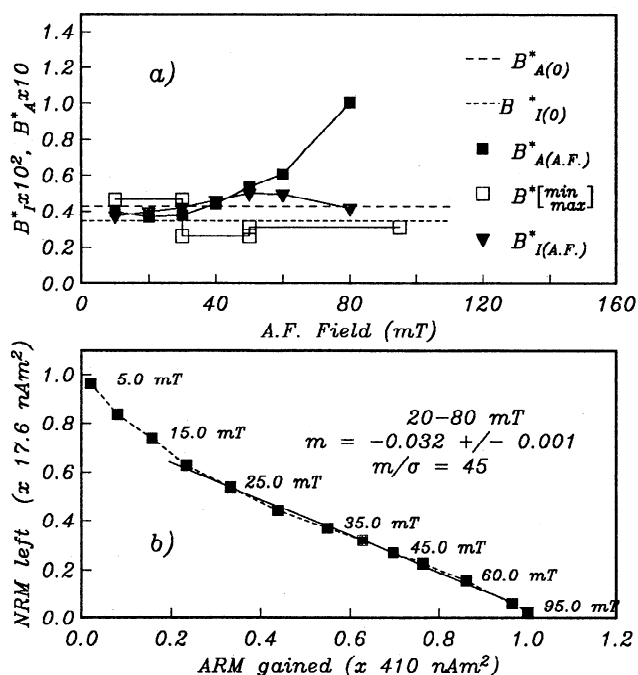 1.4
1.2
1.0
0.8
0.6
0.4
0.2
0.0
B*Ix10², B*Ax10
a)
B*A(0)
B*I(0)
B*A(A.F.)
B*[min max]
B*I(A.F.)
0 40 80 120 160
A.F. Field (mT)
1.0
0.8
0.6
0.4
0.2
0.0
NRM left (x 17.6 nAm²)
5.0 mT
15.0 mT
25.0 mT
35.0 mT
45.0 mT
60.0 mT
95.0 mT
20-80 mT
m = -0.032 +/- 0.001
m/σ = 45
b)
0.0 0.2 0.4 0.6 0.8 1.0 1.2
ARM gained (x 410 nAm²)